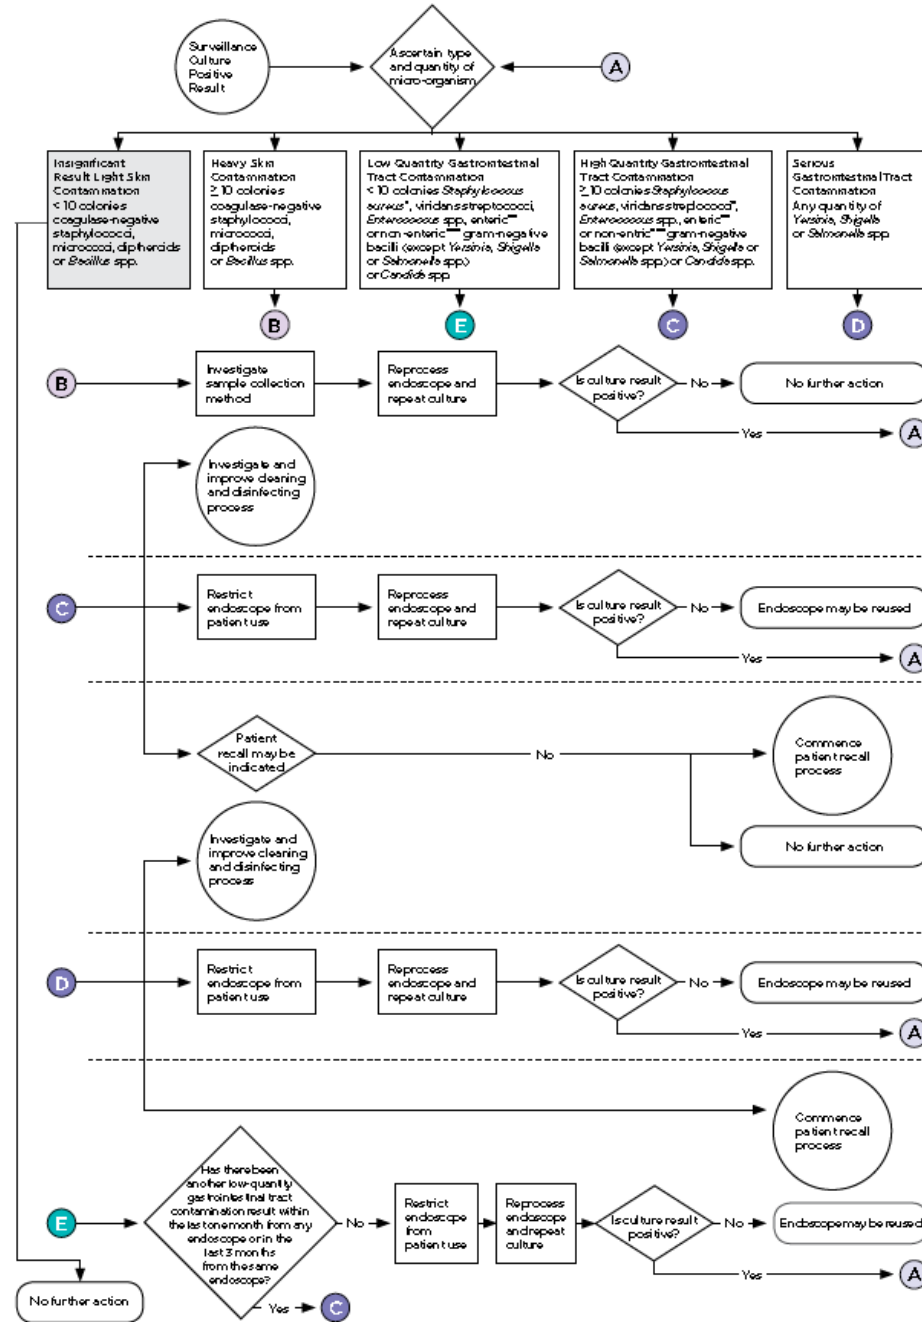 Surveillance
Culture
Positive
Result
Ascertain type
and quantity of
micro-organism
A
Insignificant
Result Light Skin
Contamination
< 10 colonies
coagulase-negative
staphylococci,
micrococci, diptheroids
or Bacillus spp.
Heavy Skin
Contamination
≥ 10 colonies
coagulase-negative
staphylococci,
micrococci,
diptheroids
or Bacillus spp.
Low Quantity Gastrointestinal
Tract Contamination
< 10 colonies Staphylococcus
aureus*, viridans streptococci,
Enterococcus spp., enteric**
or non-enteric*** gram-negative
bacilli (except Yersinia, Shigella
or Salmonella spp.)
or Candida spp.
High Quantity Gastrointestinal
Tract Contamination
≥ 10 colonies Staphylococcus
aureus, viridans streptococci*,
Enterococcus spp., enteric**
or non-entric*** gram-negative
bacilli (except Yersinia, Shigella or
Salmonella spp.) or Candida spp.
Serious
Gastrointestinal Tract
Contamination
Any quantity of
Yersinia, Shigella
or Salmonella spp.
B
E
C
D
B
Investigate
sample collection
method
Reprocess
endoscope and
repeat culture
Is culture result
positive?
No
No further action
Yes
A
Investigate and
improve cleaning
and disinfecting
process
C
Restrict
endoscope from
patient use
Reprocess
endoscope and
repeat culture
Is culture result
positive?
No
Endoscope may be reused
Yes
A
Patient
recall may be
indicated
No
Commence
patient recall
process
No further action
Investigate and
improve cleaning
and disinfecting
process
D
Restrict
endoscope from
patient use
Reprocess
endoscope and
repeat culture
Is culture result
positive?
No
Endoscope may be reused
Yes
A
Commence
patient recall
process
E
Has there been
another low-quantity
gastrointestinal tract
contamination result within
the last one month from any
endoscope or in the
last 3 months
from the same
endoscope?
No
Restrict
endoscope
from
patient use
Reprocess
endoscope
and repeat
culture
Is culture result
positive?
No
Endoscope may be reused
Yes
A
Yes
C
No further action